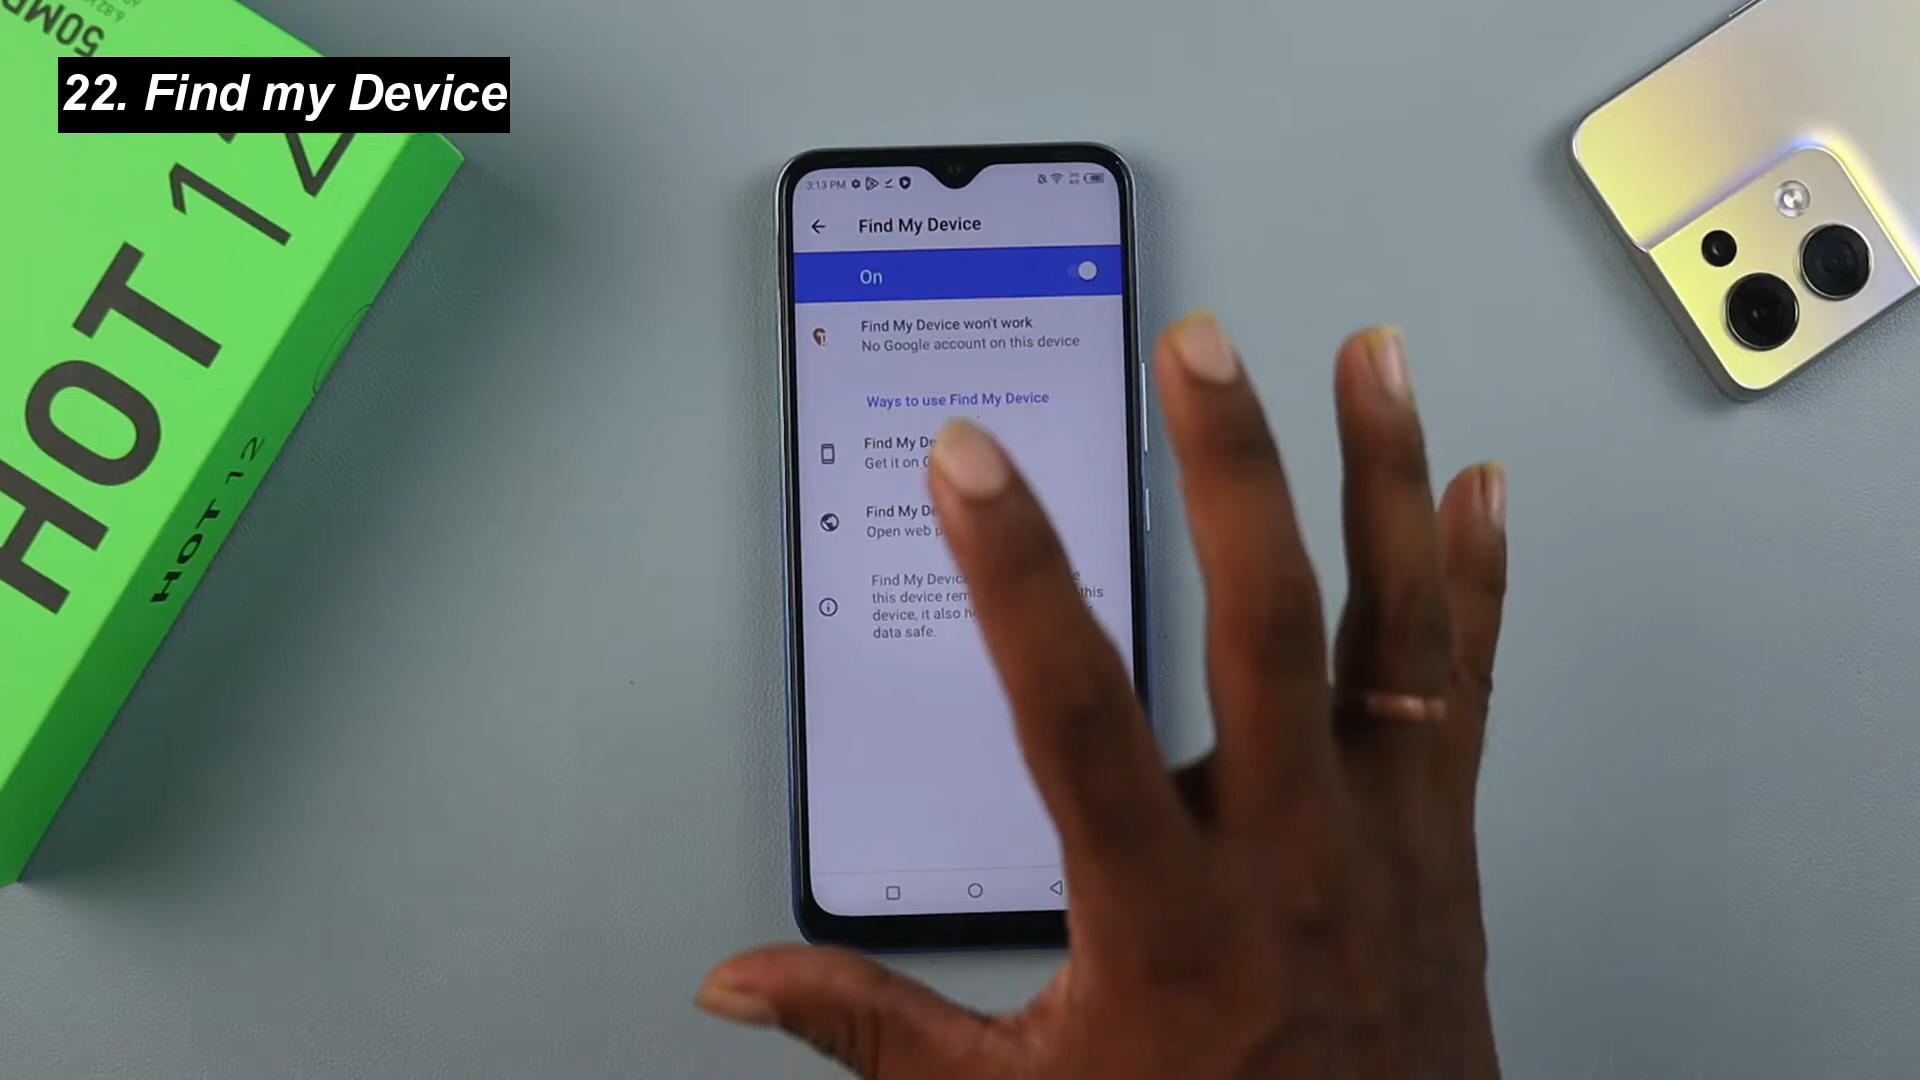 50MP
6.82
22. Find my Device
HOT 12
HOT 12
3:13 PM
Find My Device
On
Find My Device won't work
No Google account on this device
Ways to use Find My Device
Find My De
Get it on
Find My De
Open web p
Find My Devic
this device rem this
device, it also h
data safe.